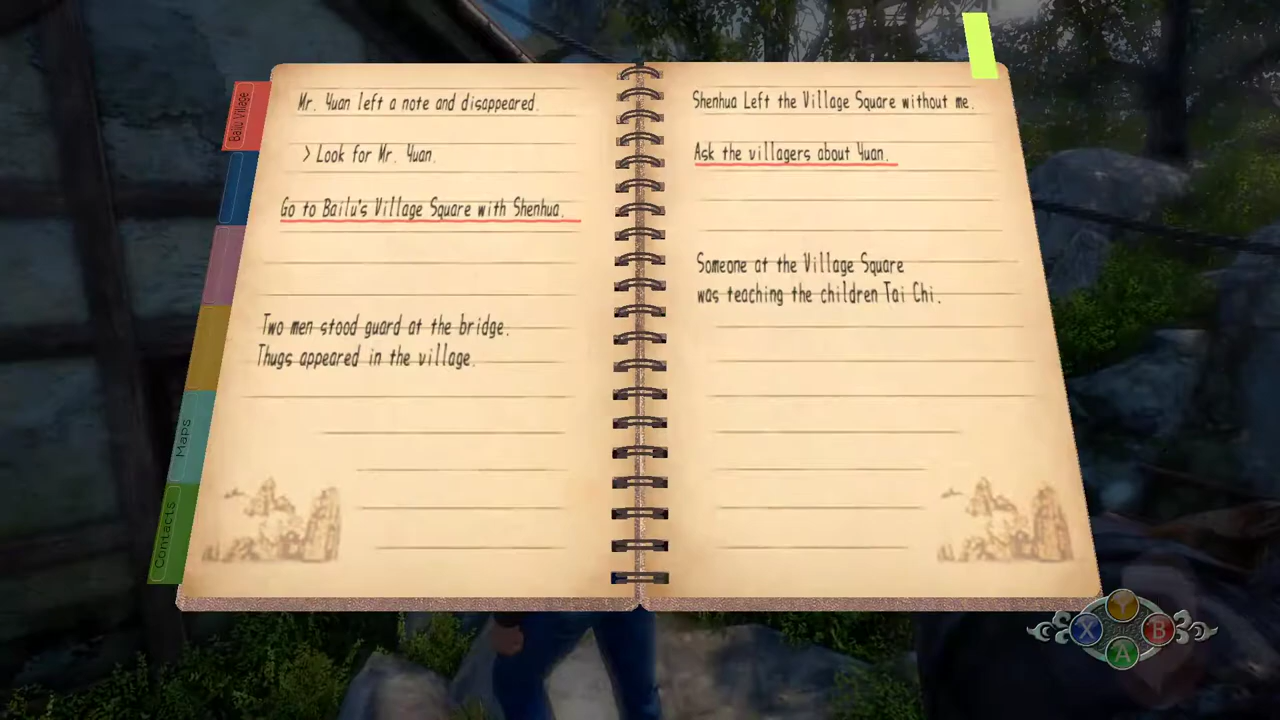 Bailu Village
Maps
Contacts
Mr. Yuan left a note and disappeared.
> Look for Mr. Yuan.
Go to Bailu's Village Square with Shenhua.
Two men stood guard at the bridge.
Thugs appeared in the village.
Shenhua Left the Village Square without me.
Ask the villagers about Yuan.
Someone at the Village Square
was teaching the children Tai Chi.
Y
X
B
A